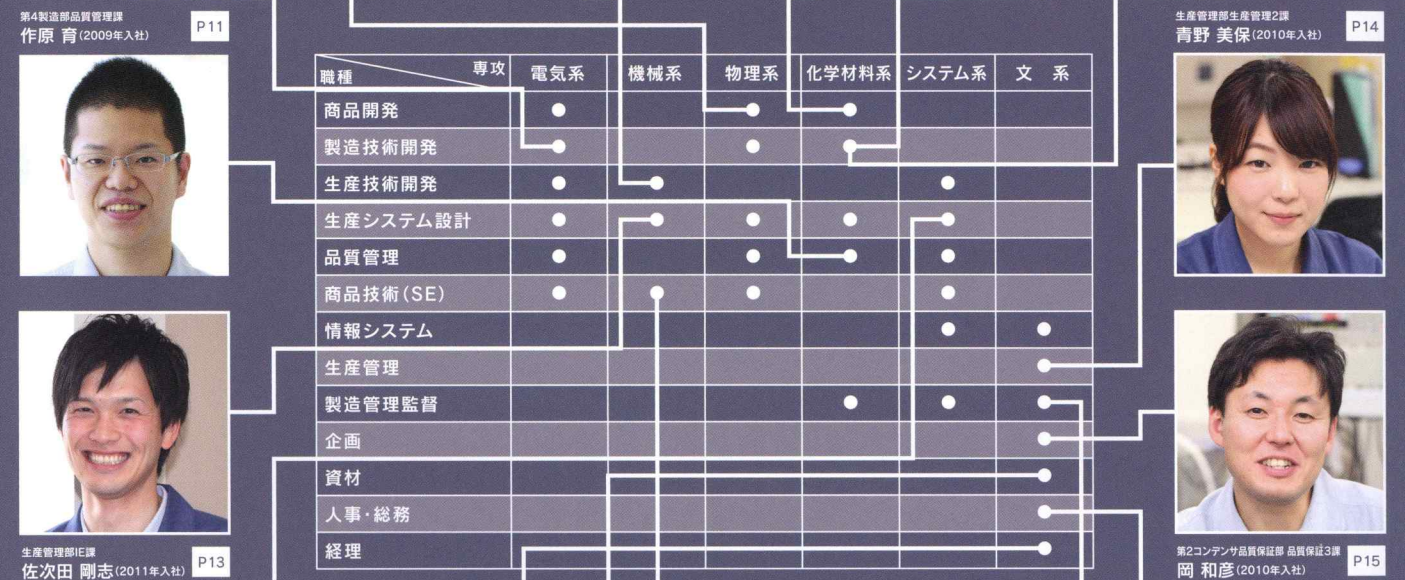 第4製造部品質管理課
作原 育(2009年入社)
P11
生産管理部生産管理2課
青野 美保(2010年入社)
P14
職種
専攻
電気系
機械系
物理系
化学材料系
システム系
文 系
商品開発
製造技術開発
生産技術開発
生産システム設計
品質管理
商品技術(SE)
情報システム
生産管理
製造管理監督
企画
資材
人事・総務
経理
生産管理部IE課
佐次田 剛志(2011年入社)
P13
第2コンデンサ品質保証部 品質保証3課
岡 和彦(2010年入社)
P15